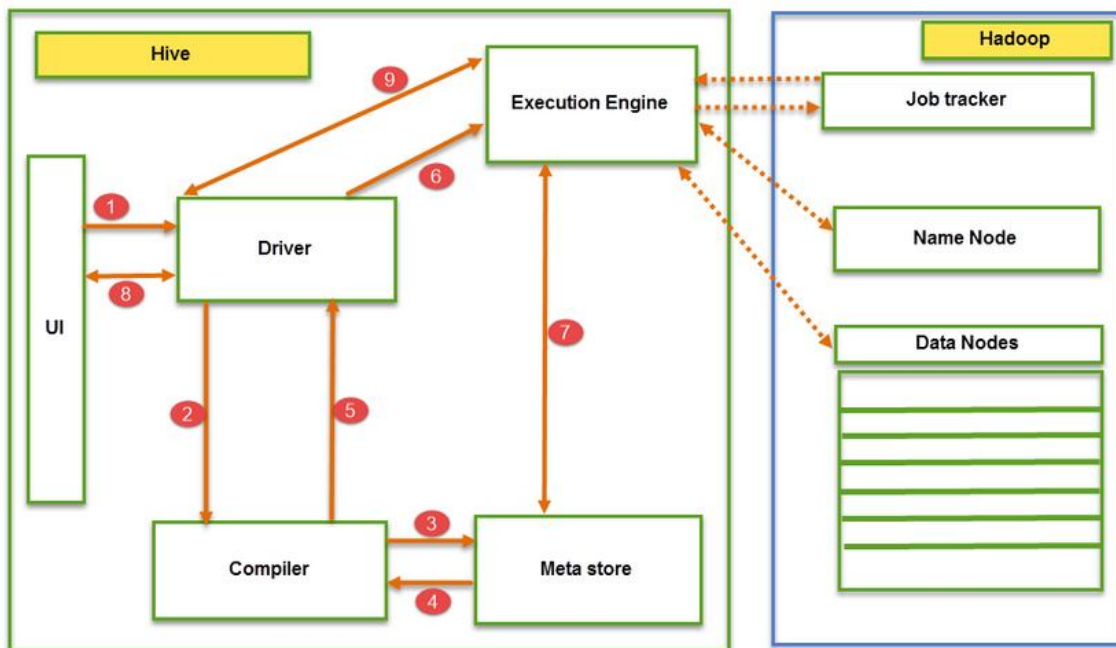 Hive
Hadoop
9
Execution Engine
Job tracker
6
1
Driver
Name Node
8
UI
7
Data Nodes
2
5
3
Compiler
Meta store
4